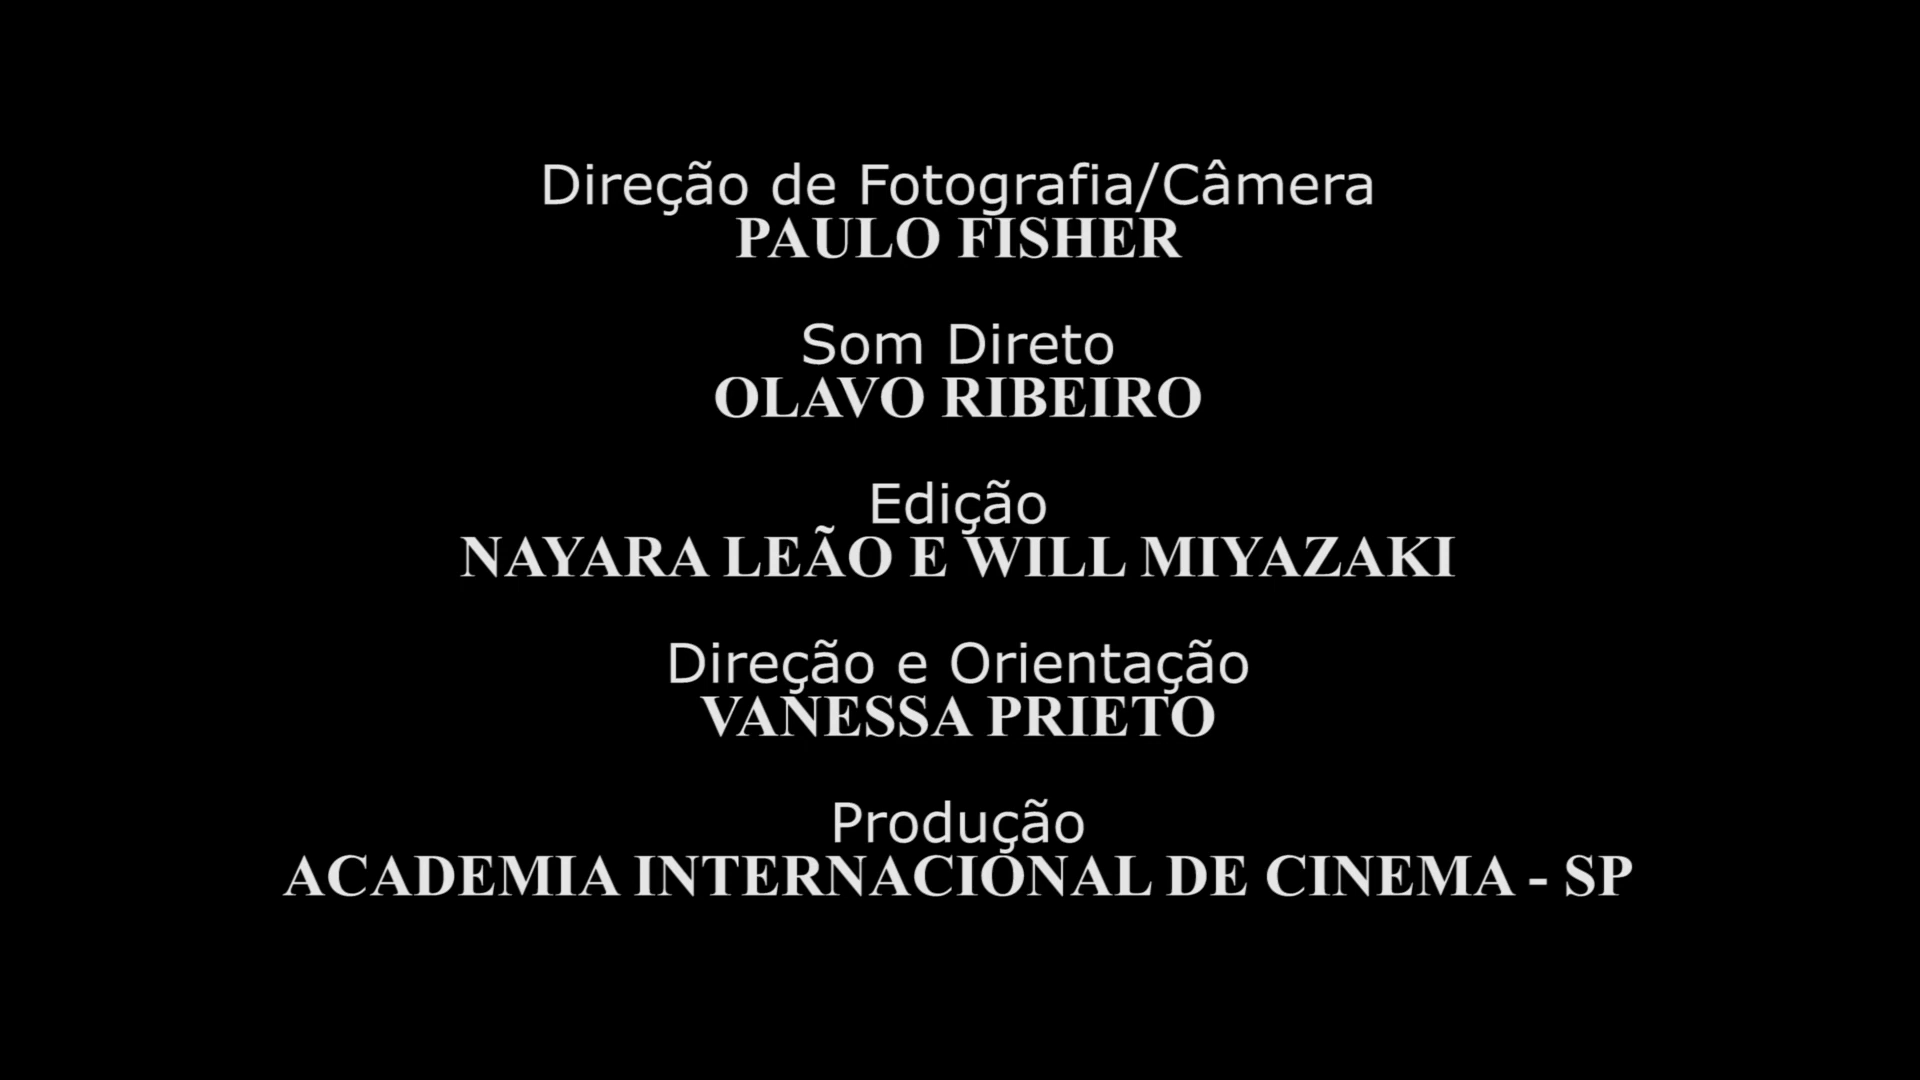 Direção de Fotografia/Câmera
PAULO FISHER
Som Direto
OLAVO RIBEIRO
Edição
NAYARA LEÃO E WILL MIYAZAKI
Direção e Orientação
VANESSA PRIETO
Produção
ACADEMIA INTERNACIONAL DE CINEMA - SP